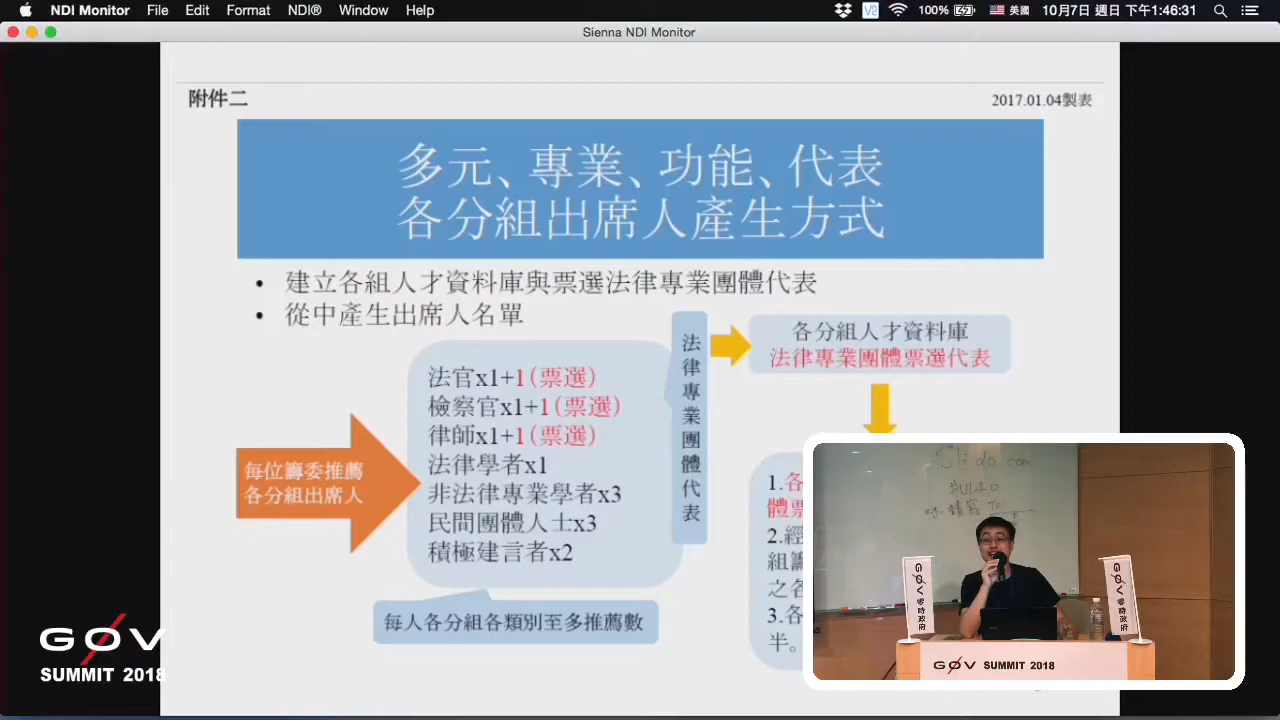 NDI Monitor File Edit Format NDI® Window Help 100% 美國 10月7日 週日 下午1:46:31
Sienna NDI Monitor
附件二
2017.01.04製表
多元、專業、功能、代表
各分組出席人產生方式
• 建立各組人才資料庫與票選法律專業團體代表
• 從中產生出席人名單
每位籌委推薦
各分組出席人
法官x1+1(票選)
檢察官x1+1(票選)
律師x1+1(票選)
法律學者x1
非法律專業學者x3
民間團體人士x3
積極建言者x2
每人各分組各類別至多推薦數
法律專業團體代表
各分組人才資料庫
法律專業團體票選代表
1.各
體票
2.經
組籌
之各
3.各
半。
G0V
SUMMIT 2018
Sli.do.com
G0V 零時政府
G0V 零時政府
G0V SUMMIT 2018